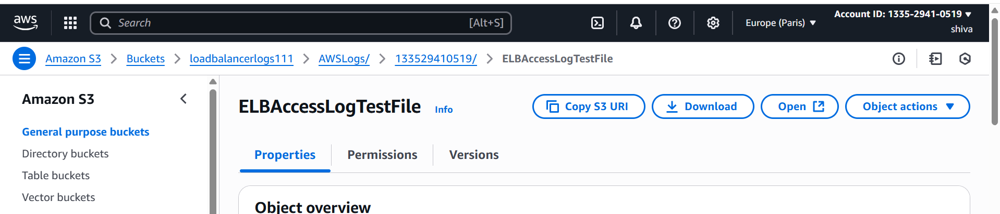 aws
Search [Alt+S]
Europe (Paris)
Account ID: 1335-2941-0519
shiva
Amazon S3 > Buckets > loadbalancerlogs111 > AWSLogs/ > 133529410519/ > ELBAccessLogTestFile
Amazon S3
General purpose buckets
Directory buckets
Table buckets
Vector buckets
ELBAccessLogTestFile Info
Copy S3 URI
Download
Open
Object actions
Properties
Permissions
Versions
Object overview